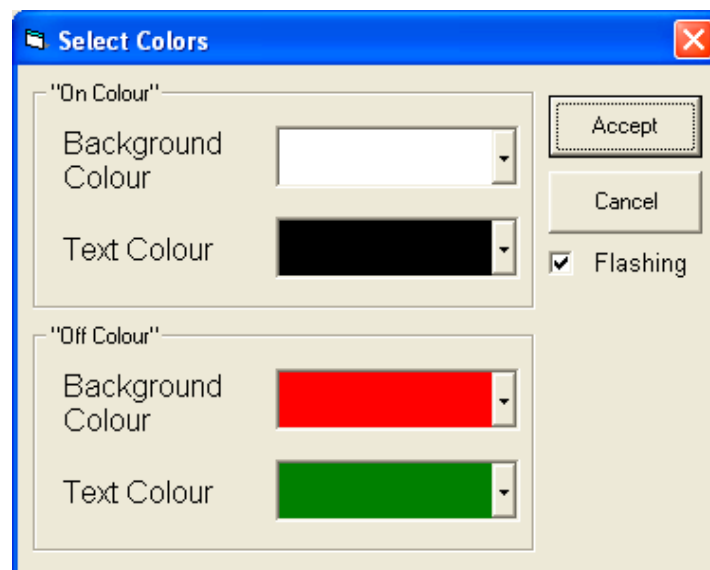 Select Colors
"On Colour"
Background
Colour
Text Colour
Accept
Cancel
Flashing
"Off Colour"
Background
Colour
Text Colour